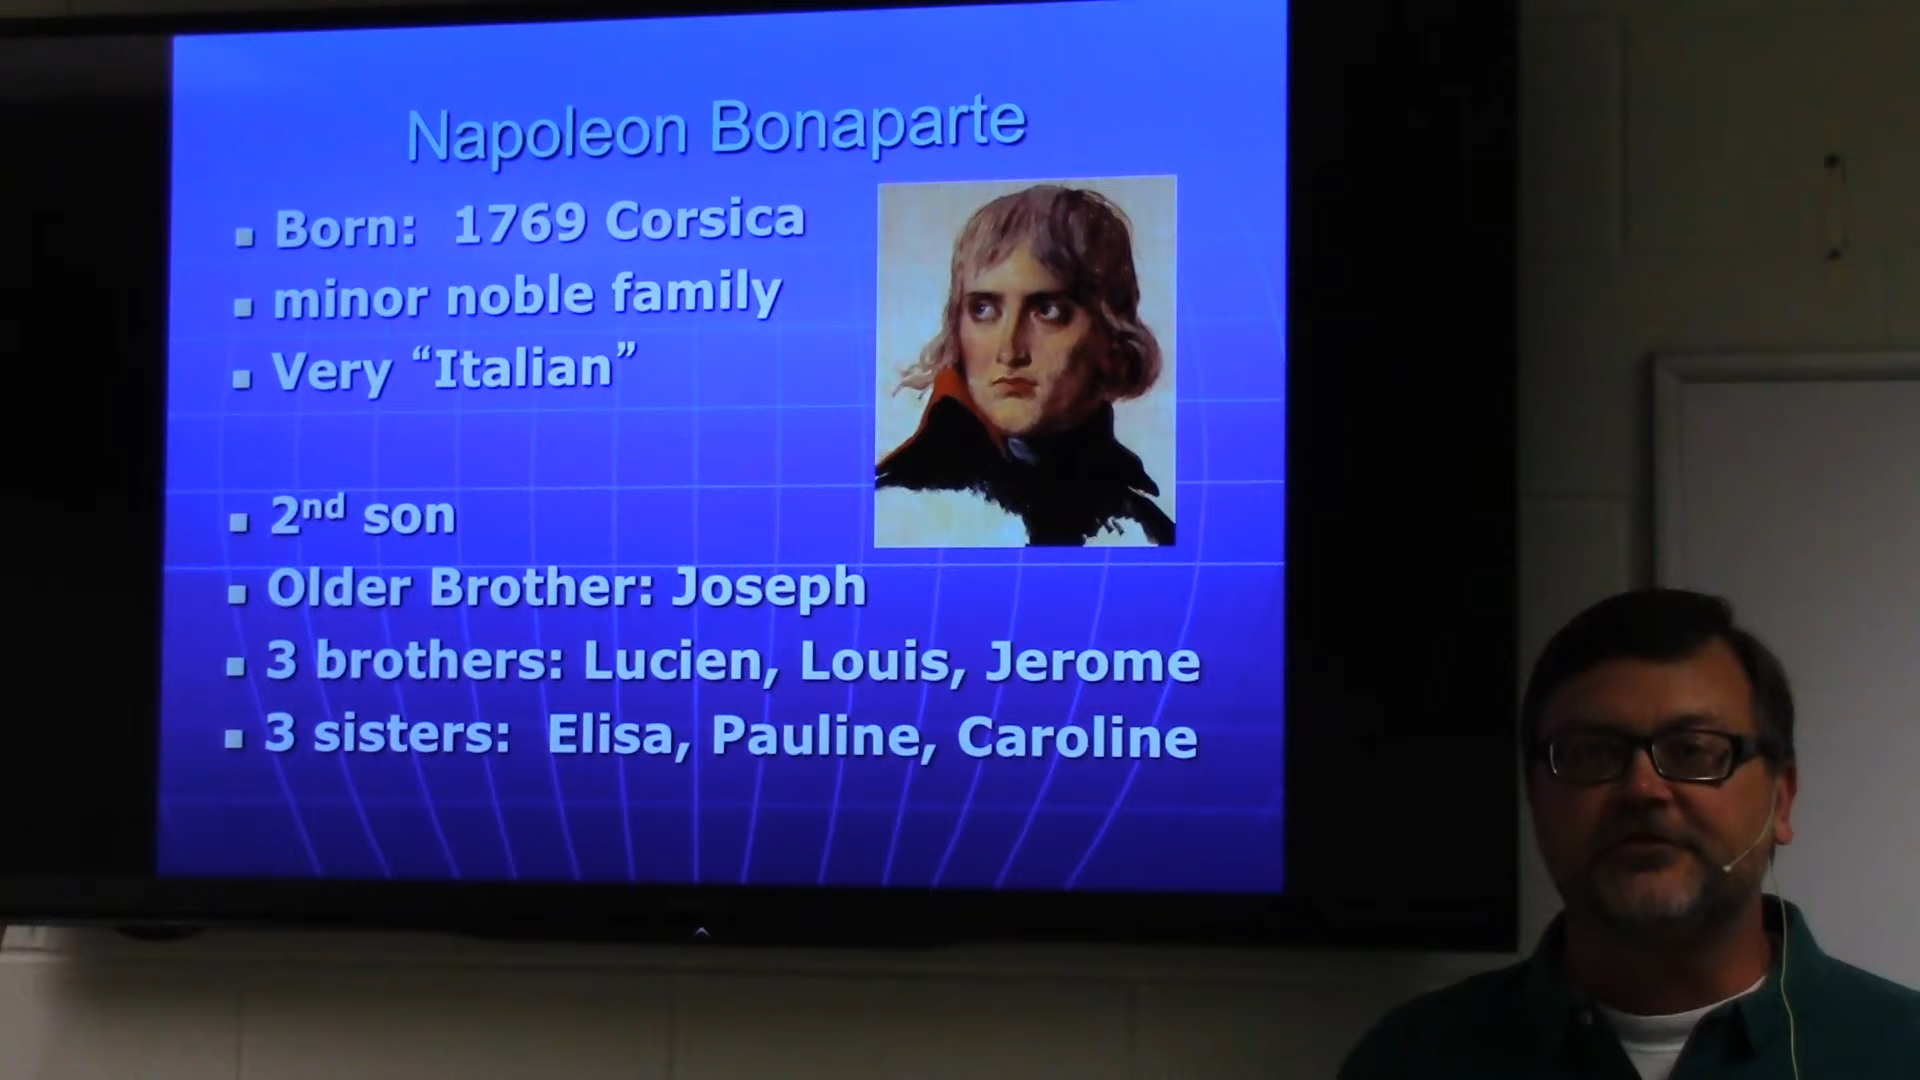 Napoleon Bonaparte
Born: 1769 Corsica
minor noble family
Very “Italian”
2nd son
Older Brother: Joseph
3 brothers: Lucien, Louis, Jerome
3 sisters: Elisa, Pauline, Caroline